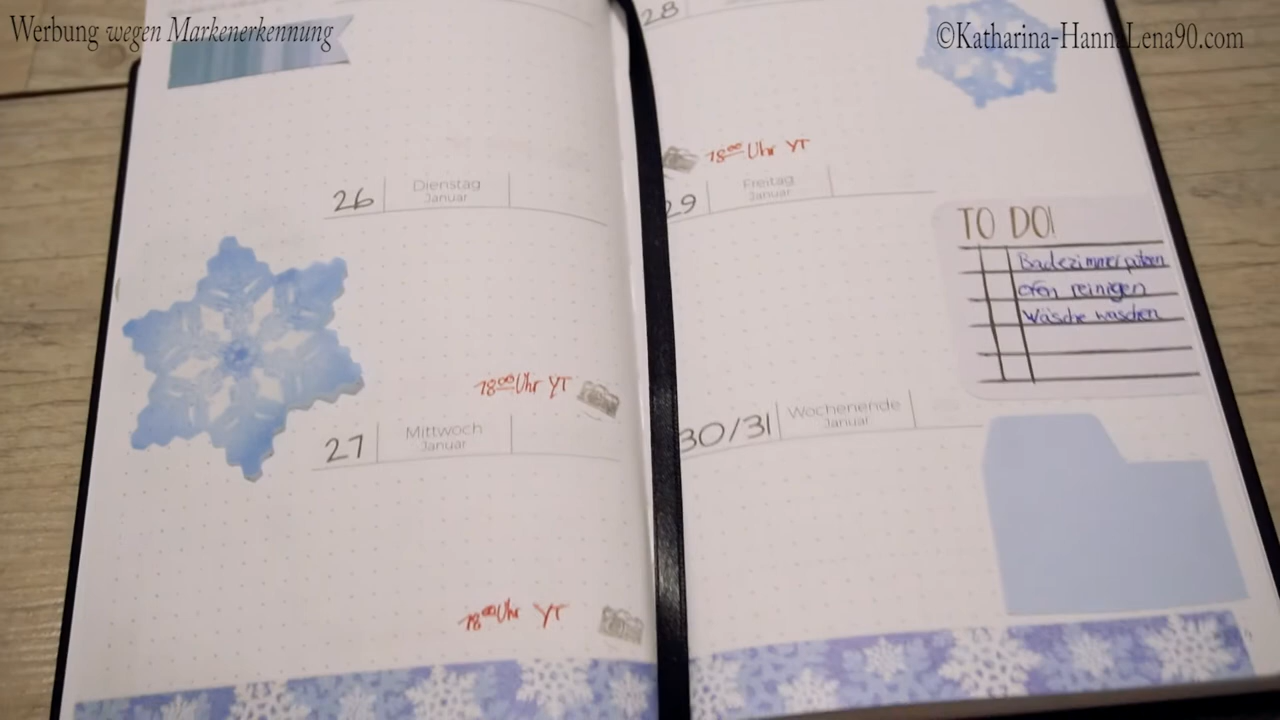 Werbung wegen Markenerkennung
©Katharina-HannaLena90.com
26
Dienstag
Januar
18⁰⁰ Uhr YT
27
Mittwoch
Januar
18⁰⁰ Uhr YT
28
18⁰⁰ Uhr YT
29
Freitag
Januar
30/31
Wochenende
Januar
TO DO!
Badezimmer putzen
ofen reinigen
Wäsche waschen